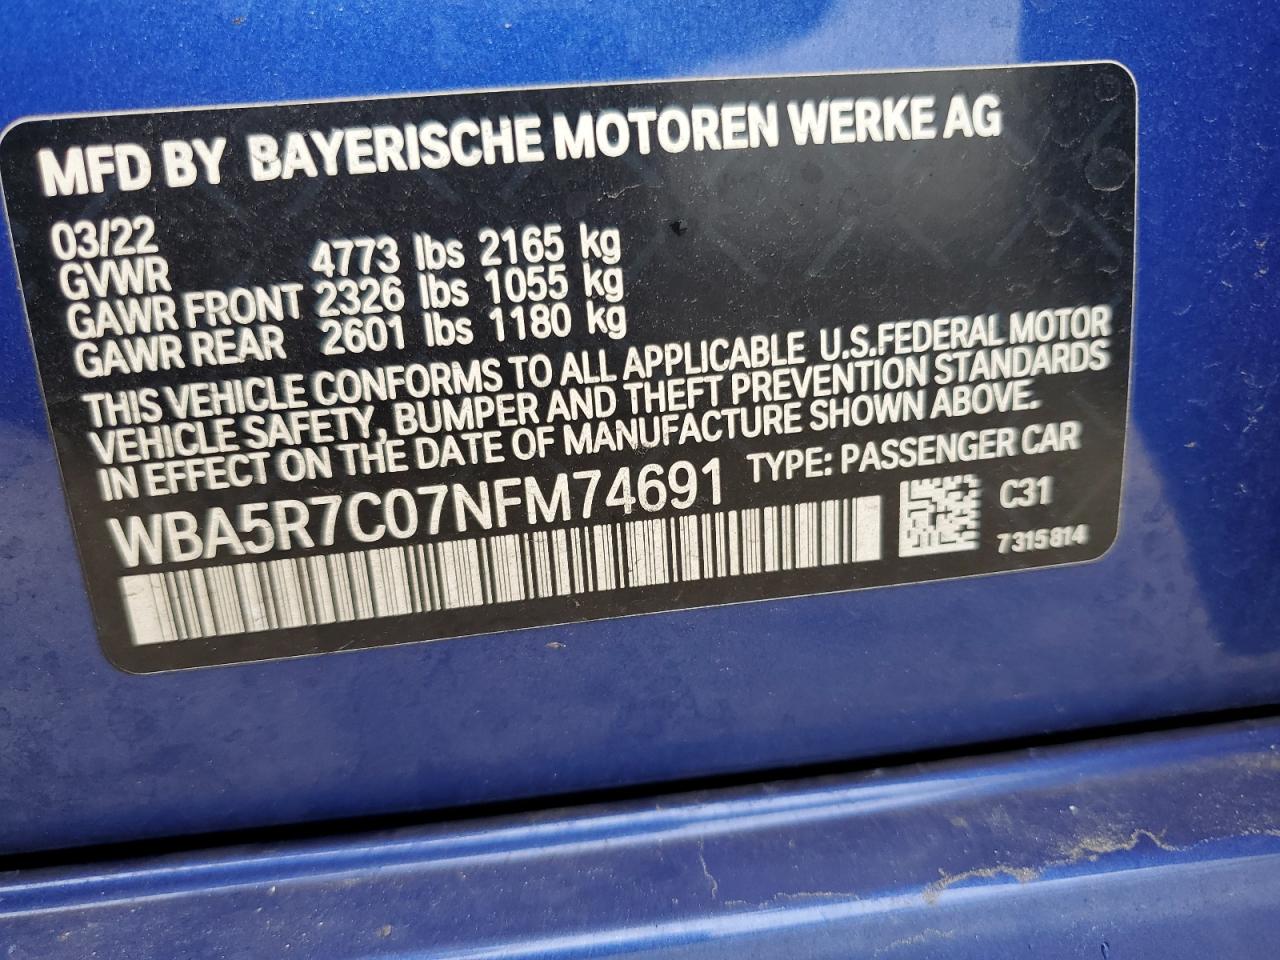 MFD BY BAYERISCHE MOTOREN WERKE AG
03/22
GVWR 4773 lbs 2165 kg
GAWR FRONT 2326 lbs 1055 kg
GAWR REAR 2601 lbs 1180 kg
THIS VEHICLE CONFORMS TO ALL APPLICABLE U.S.FEDERAL MOTOR
VEHICLE SAFETY, BUMPER AND THEFT PREVENTION STANDARDS
IN EFFECT ON THE DATE OF MANUFACTURE SHOWN ABOVE.
WBA5R7C07NFM74691 TYPE: PASSENGER CAR
C31
7315814